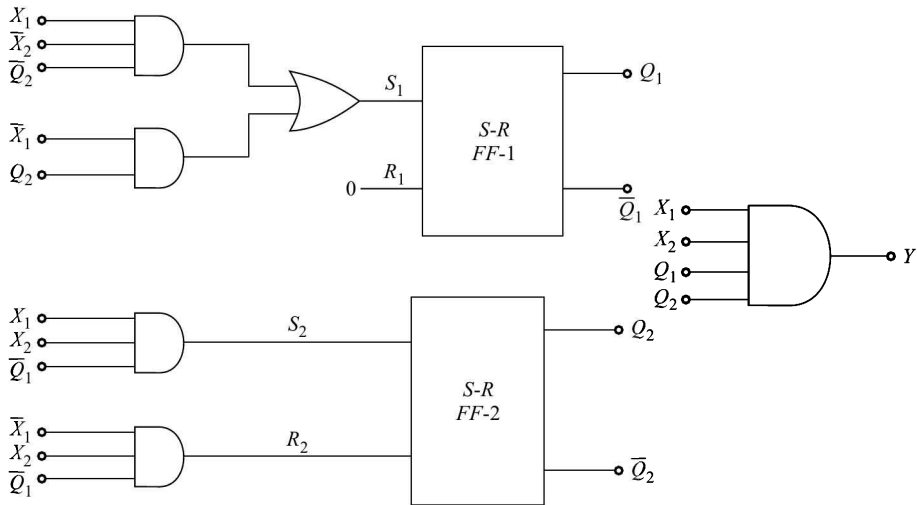 X₁
X̅₂
Q̅₂
X̅₁
Q₂
S₁
0
R₁
S-R
FF-1
Q₁
Q̅₁
X₁
X₂
Q₁
Q₂
Y
X₁
X₂
Q̅₁
S₂
X̅₁
X₂
Q̅₁
R₂
S-R
FF-2
Q₂
Q̅₂